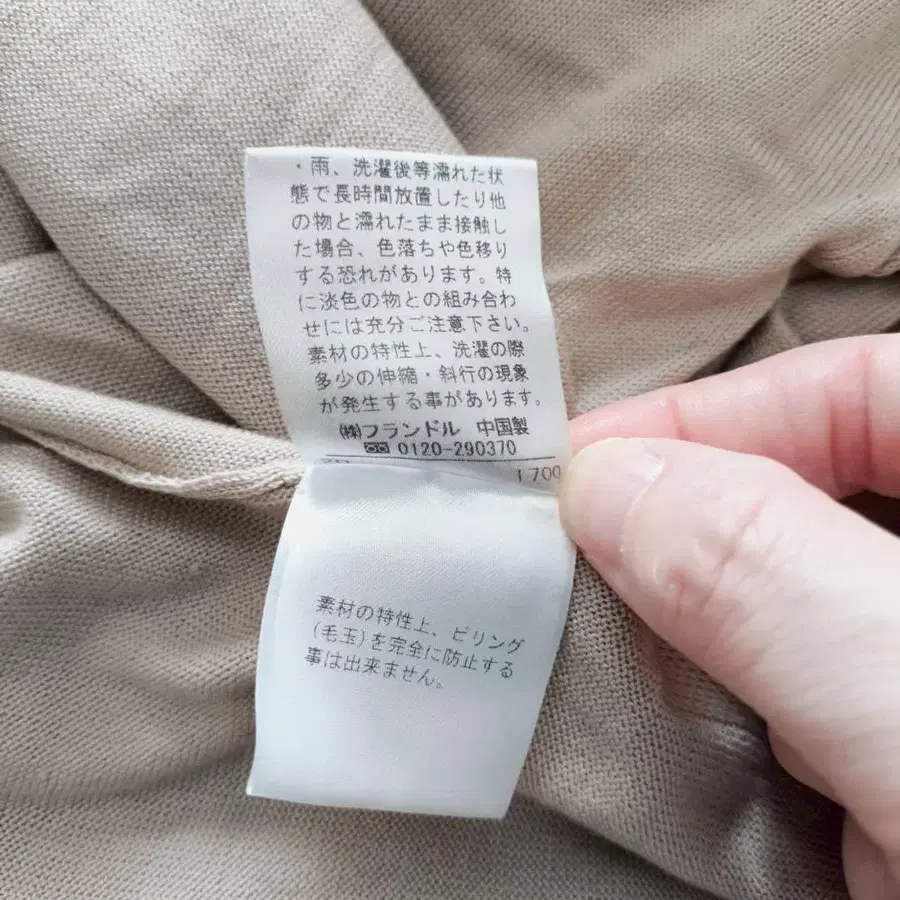 ・雨、洗濯後等濡れた状
態で長時間放置したり他
の物と濡れたまま接触し
た場合、色落ちや色移り
する恐れがあります。特
に淡色の物との組み合わ
せには充分ご注意下さい。
素材の特性上、洗濯の際
多少の伸縮・斜行の現象
が発生する事があります。
㈱フランドル 中国製
0120-290370
1700
素材の特性上、ピリング
(毛玉)を完全に防止する
事は出来ません。